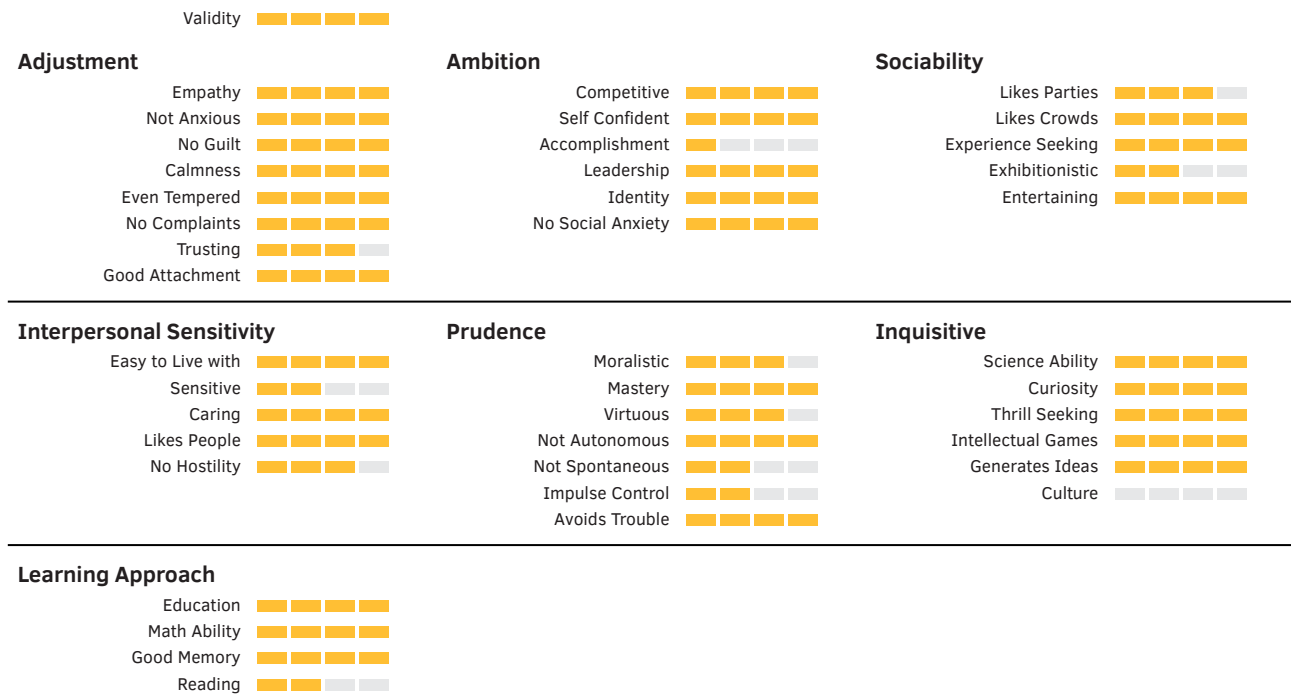 Validity
Adjustment
Empathy
Not Anxious
No Guilt
Calmness
Even Tempered
No Complaints
Trusting
Good Attachment
Ambition
Competitive
Self Confident
Accomplishment
Leadership
Identity
No Social Anxiety
Sociability
Likes Parties
Likes Crowds
Experience Seeking
Exhibitionistic
Entertaining
Interpersonal Sensitivity
Easy to Live with
Sensitive
Caring
Likes People
No Hostility
Prudence
Moralistic
Mastery
Virtuous
Not Autonomous
Not Spontaneous
Impulse Control
Avoids Trouble
Inquisitive
Science Ability
Curiosity
Thrill Seeking
Intellectual Games
Generates Ideas
Culture
Learning Approach
Education
Math Ability
Good Memory
Reading